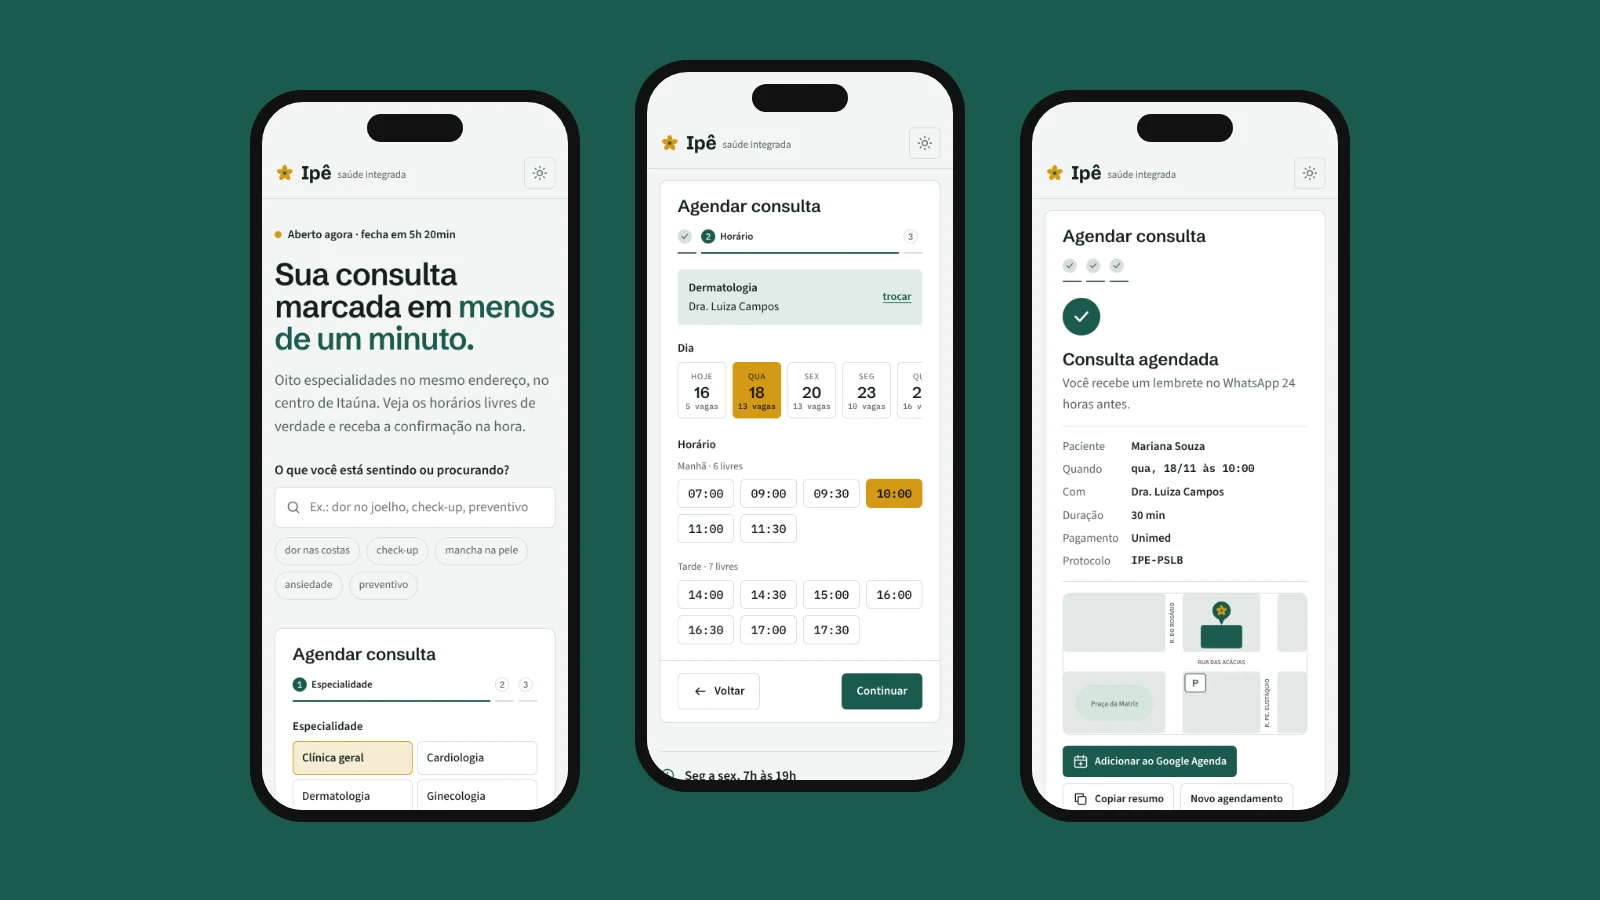 Ipê saúde integrada
Aberto agora · fecha em 5h 20min
Sua consulta
marcada em menos
de um minuto.
Oito especialidades no mesmo endereço, no
centro de Itaúna. Veja os horários livres de
verdade e receba a confirmação na hora.
O que você está sentindo ou procurando?
Ex.: dor no joelho, check-up, preventivo
dor nas costas check-up mancha na pele
ansiedade preventivo
Agendar consulta
1 Especialidade 2 3
Especialidade
Clínica geral Cardiologia
Dermatologia Ginecologia
Ipê saúde integrada
Agendar consulta
2 Horário 3
Dermatologia
Dra. Luiza Campos
trocar
Dia
HOJE QUA SEX SEG
16 18 20 23
5 vagas 13 vagas 13 vagas 10 vagas 16 v
Horário
Manhã · 6 livres
07:00 09:00 09:30 10:00
11:00 11:30
Tarde · 7 livres
14:00 14:30 15:00 16:00
16:30 17:00 17:30
Voltar Continuar
Seg a sex, 7h às 19h
Ipê saúde integrada
Agendar consulta
Consulta agendada
Você recebe um lembrete no WhatsApp 24
horas antes.
Paciente Mariana Souza
Quando qua, 18/11 às 10:00
Com Dra. Luiza Campos
Duração 30 min
Pagamento Unimed
Protocolo IPE-PSLB
R. DO ROSÁRIO
RUA DAS ACÁCIAS
P
Praça da Matriz
R. PE. EUSTÁQUIO
Adicionar ao Google Agenda
Copiar resumo Novo agendamento